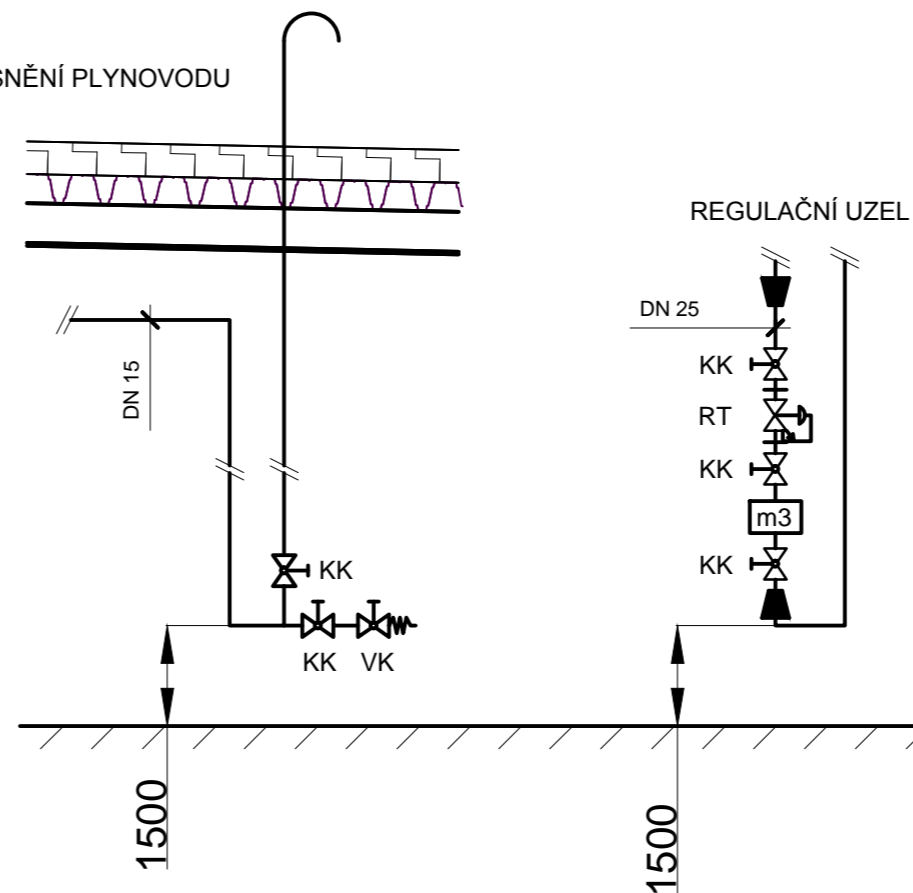 SNĚNÍ PLYNOVODU
REGULAČNÍ UZEL
DN 15
DN 25
KK
RT
KK
m3
KK
KK
KK VK
1500
1500